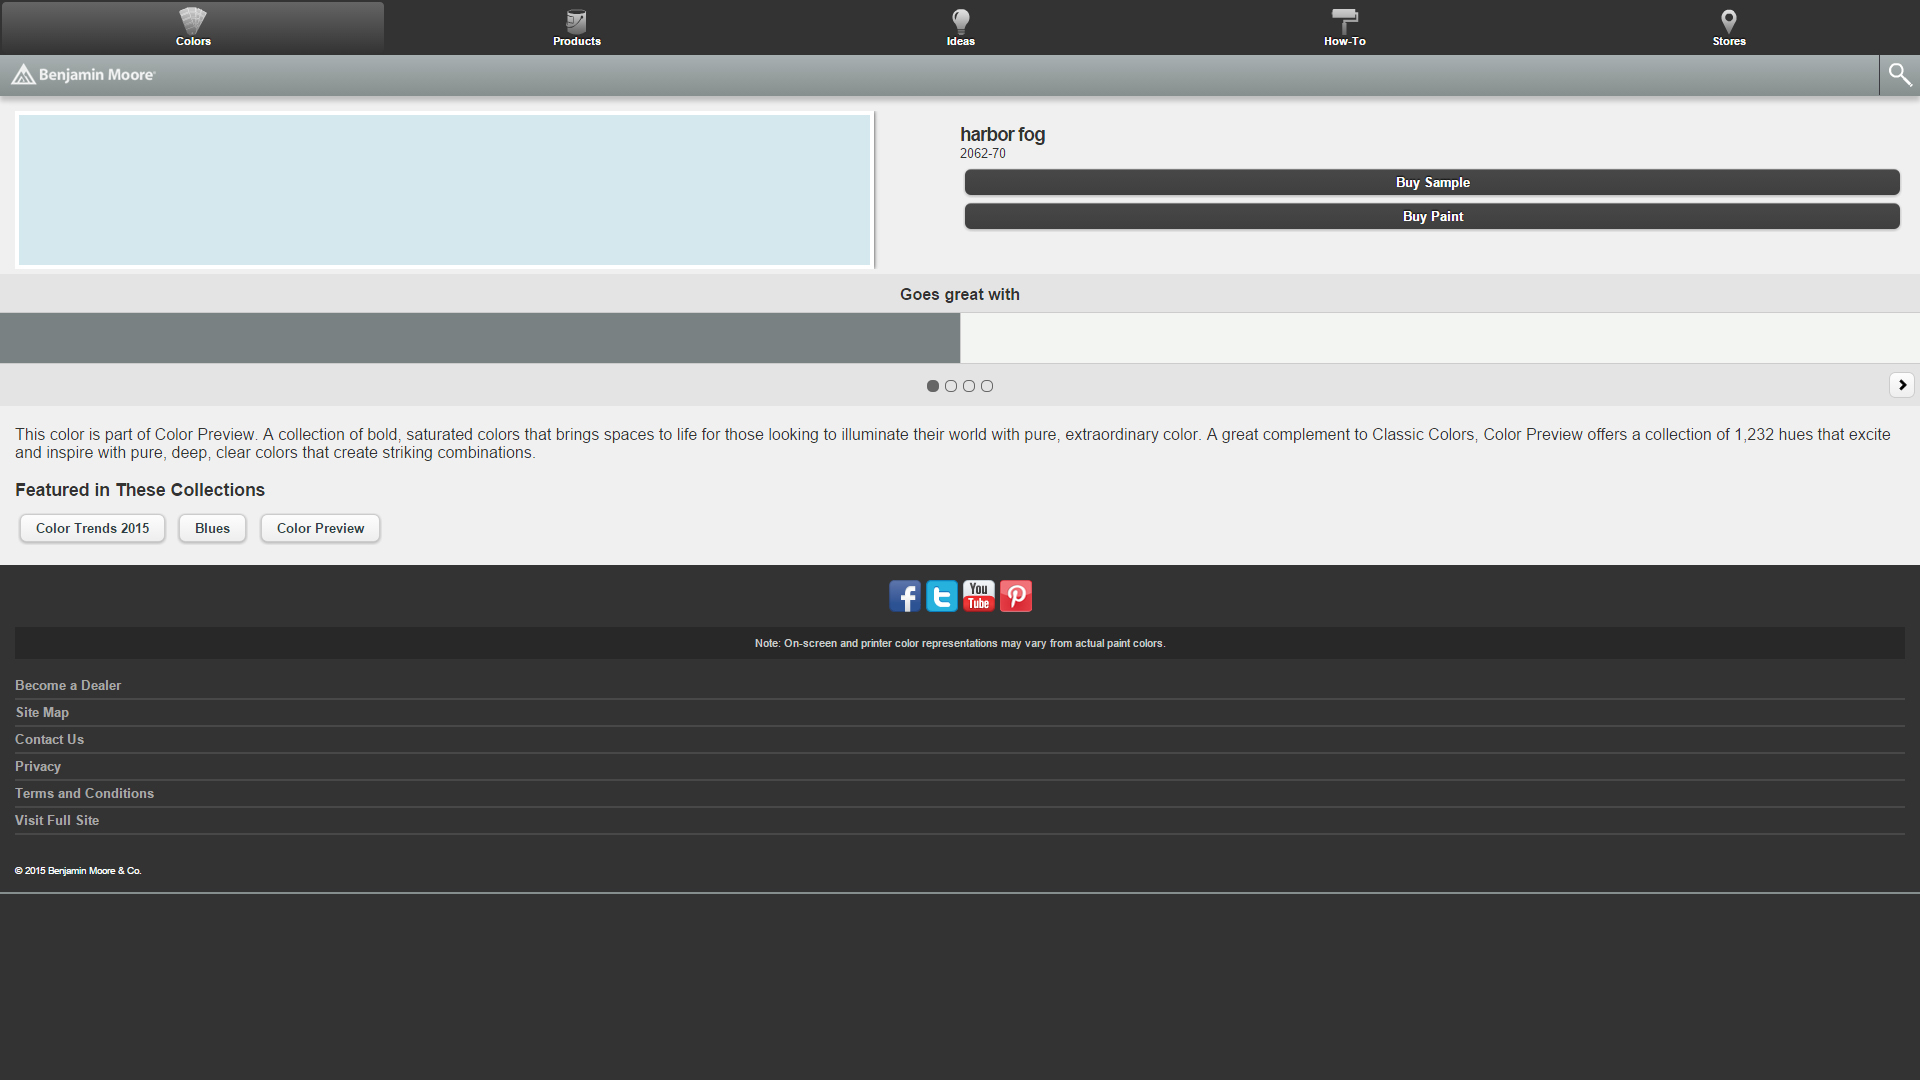 Colors
Products
Ideas
How-To
Stores
Benjamin Moore®
harbor fog
2062-70
Buy Sample
Buy Paint
Goes great with
This color is part of Color Preview. A collection of bold, saturated colors that brings spaces to life for those looking to illuminate their world with pure, extraordinary color. A great complement to Classic Colors, Color Preview offers a collection of 1,232 hues that excite
and inspire with pure, deep, clear colors that create striking combinations.
Featured in These Collections
Color Trends 2015
Blues
Color Preview
You
Tube
Note: On-screen and printer color representations may vary from actual paint colors.
Become a Dealer
Site Map
Contact Us
Privacy
Terms and Conditions
Visit Full Site
© 2015 Benjamin Moore & Co.